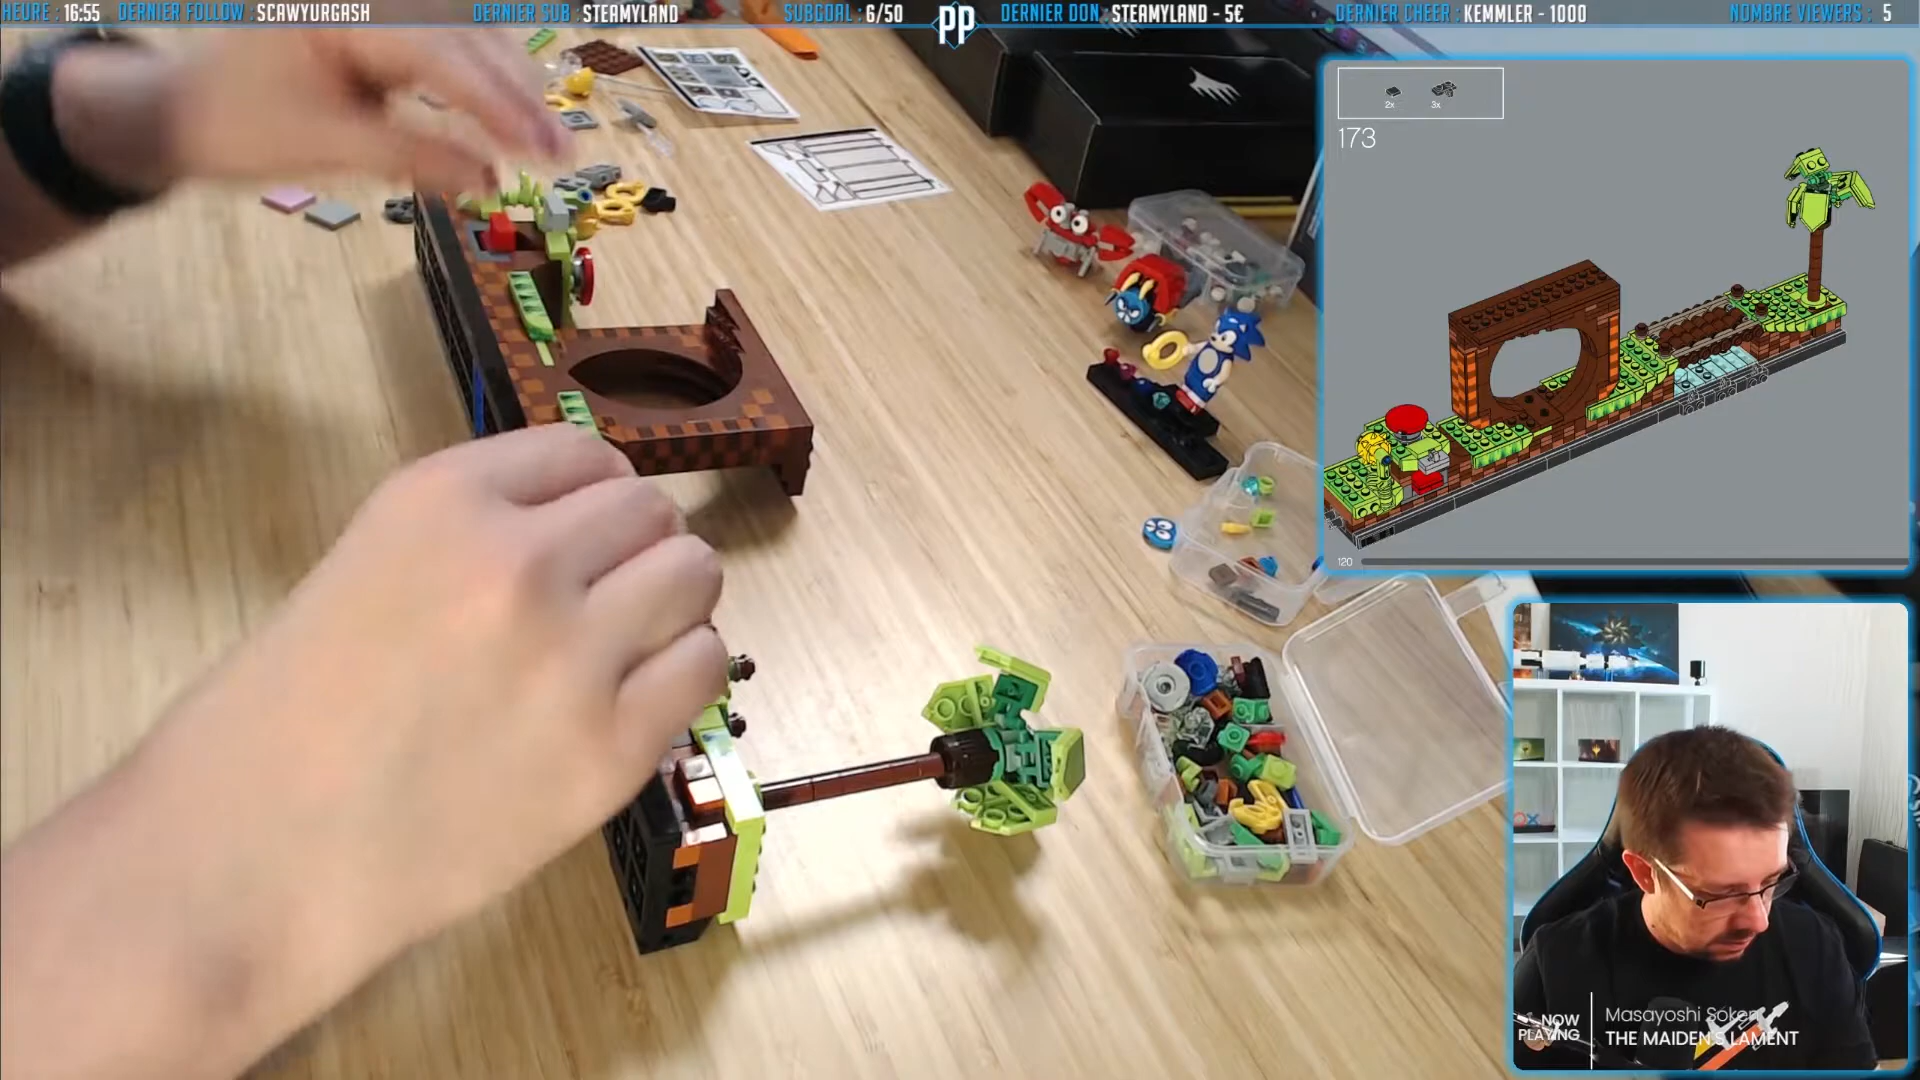 HEURE : 16:55 DERNIER FOLLOW : SCAWYURGASH DERNIER SUB : STEAMYLAND SUBGOAL : 6/50 PP DERNIER DON : STEAMYLAND - 5€ DERNIER CHEER : KEMMLER - 1000 NOMBRE VIEWERS : 5
2x 3x
173
120
NOW PLAYING
Masayoshi Soken
THE MAIDEN'S LAMENT